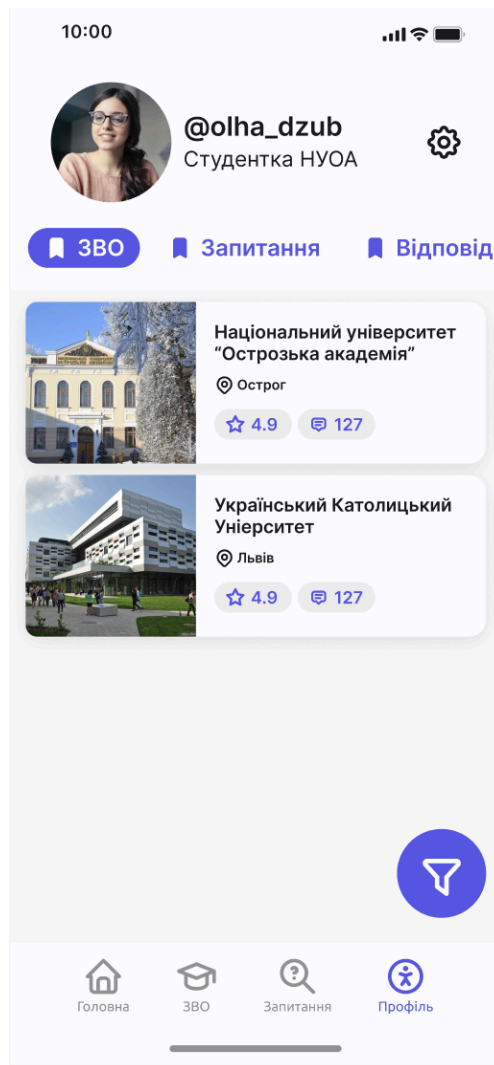 10:00
@olha_dzub
Студентка НУОА
ЗВО
Запитання
Відповід
Національний університет
“Острозька академія”
Острог
4.9
127
Український Католицький
Уніерситет
Львів
4.9
127
Головна
ЗВО
Запитання
Профіль